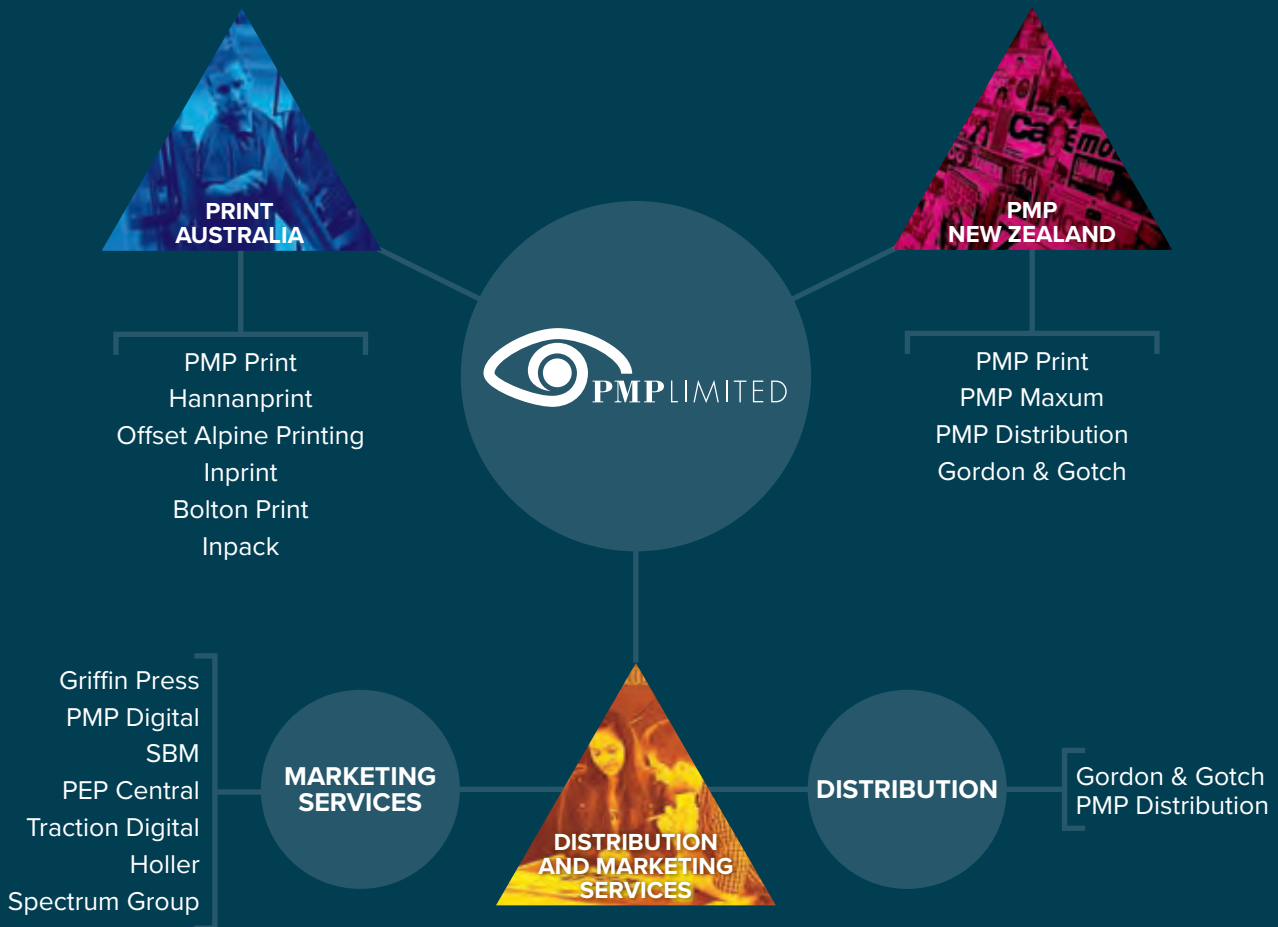 PRINT
AUSTRALIA
PMP Print
Hannanprint
Offset Alpine Printing
Inprint
Bolton Print
Inpack
PMPLIMITED
PMP
NEW ZEALAND
PMP Print
PMP Maxum
PMP Distribution
Gordon & Gotch
Griffin Press
PMP Digital
SBM
PEP Central
Traction Digital
Holler
Spectrum Group
MARKETING
SERVICES
DISTRIBUTION
AND MARKETING
SERVICES
DISTRIBUTION
Gordon & Gotch
PMP Distribution